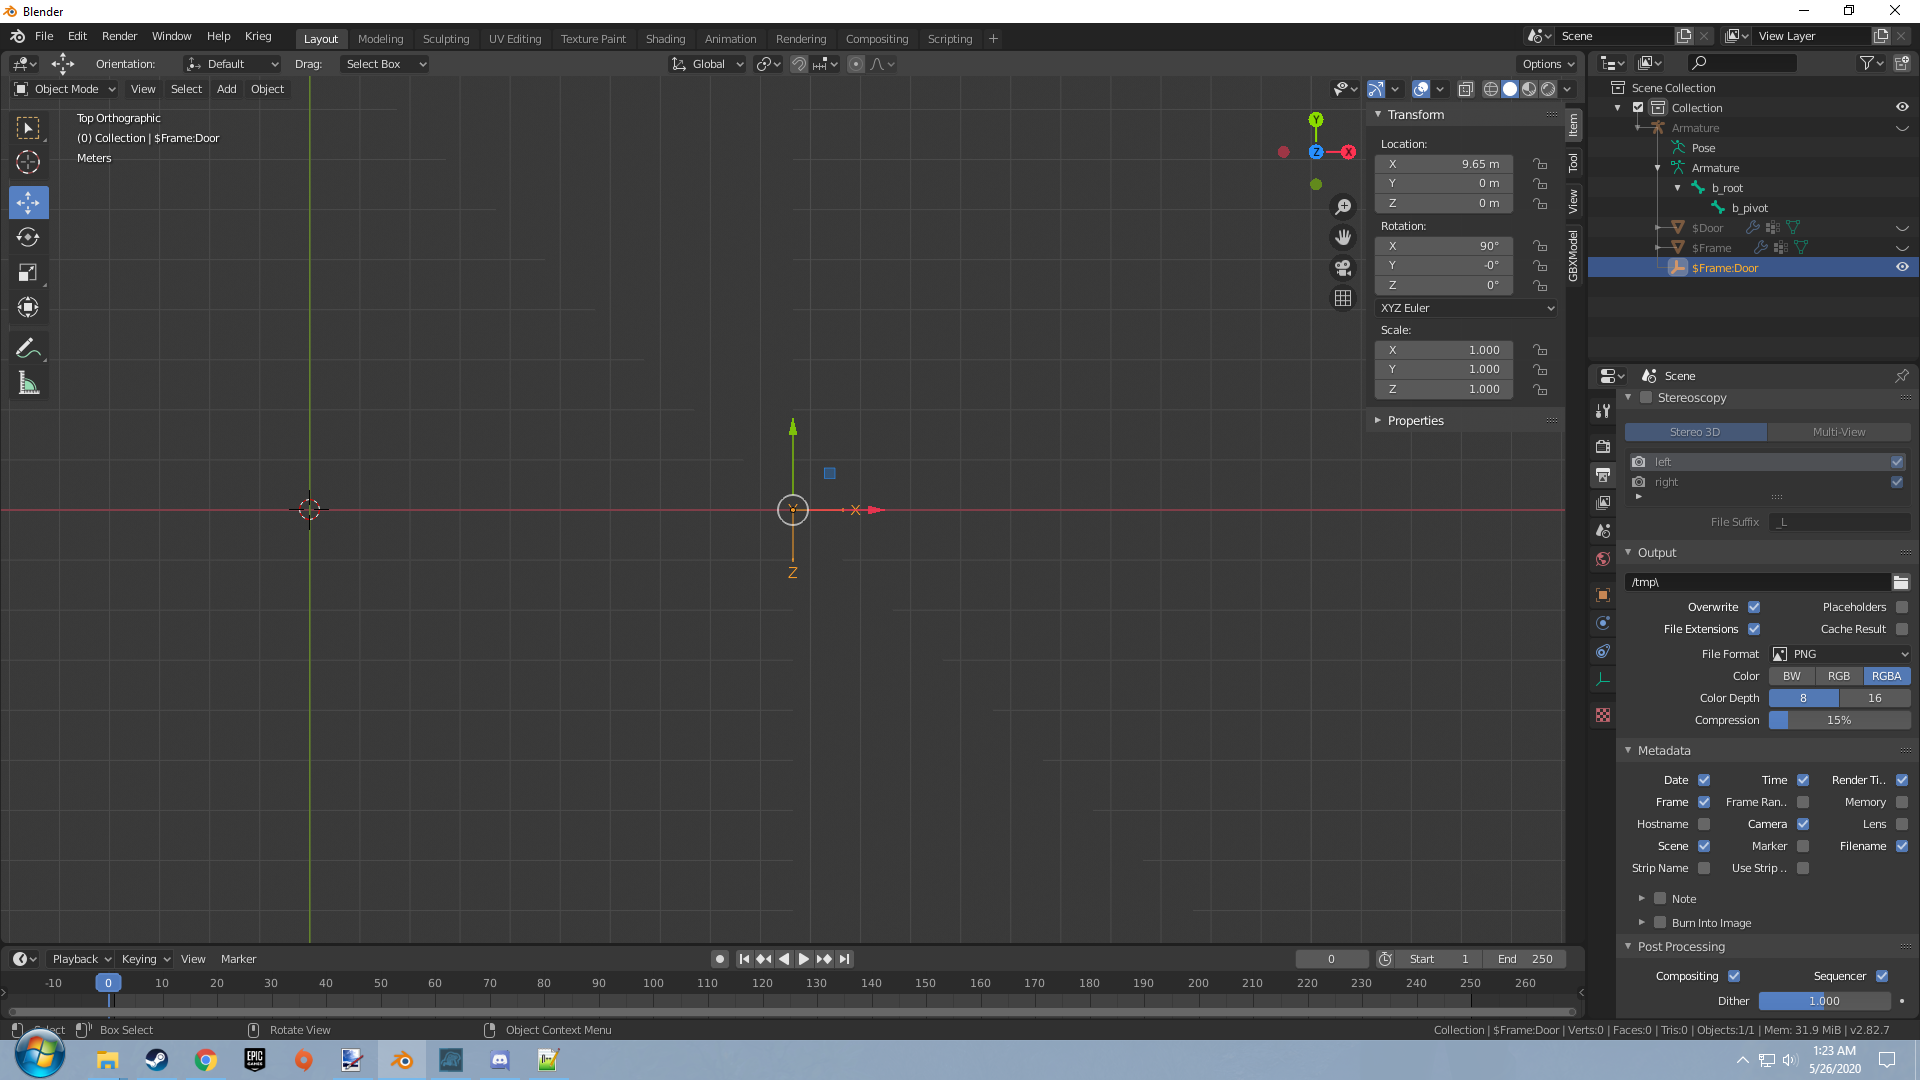 Blender
File Edit Render Window Help Krieg
Layout Modeling Sculpting UV Editing Texture Paint Shading Animation Rendering Compositing Scripting +
Scene
View Layer
Orientation: Default Drag: Select Box
Global
Options
Object Mode View Select Add Object
Top Orthographic
(0) Collection | $Frame:Door
Meters
Y
Z
X
Y
X
Z
Transform
Location:
X 9.65 m
Y 0 m
Z 0 m
Rotation:
X 90°
Y -0°
Z 0°
XYZ Euler
Scale:
X 1.000
Y 1.000
Z 1.000
Properties
Item
Tool
View
GBXModel
Scene Collection
Collection
Armature
Pose
Armature
b_root
b_pivot
$Door
$Frame
$Frame:Door
Scene
Stereoscopy
Stereo 3D Multi-View
left
right
File Suffix _L
Output
/tmp\
Overwrite Placeholders
File Extensions Cache Result
File Format PNG
Color BW RGB RGBA
Color Depth 8 16
Compression 15%
Metadata
Date Time Render Ti..
Frame Frame Ran.. Memory
Hostname Camera Lens
Scene Marker Filename
Strip Name Use Strip ..
Note
Burn Into Image
Post Processing
Compositing Sequencer
Dither 1.000
Playback Keying View Marker
0 Start 1 End 250
-10 0 10 20 30 40 50 60 70 80 90 100 110 120 130 140 150 160 170 180 190 200 210 220 230 240 250 260
Select Box Select Rotate View Object Context Menu
Collection | $Frame:Door | Verts:0 | Faces:0 | Tris:0 | Objects:1/1 | Mem: 31.9 MiB | v2.82.7
EPIC GAMES
1:23 AM
5/26/2020